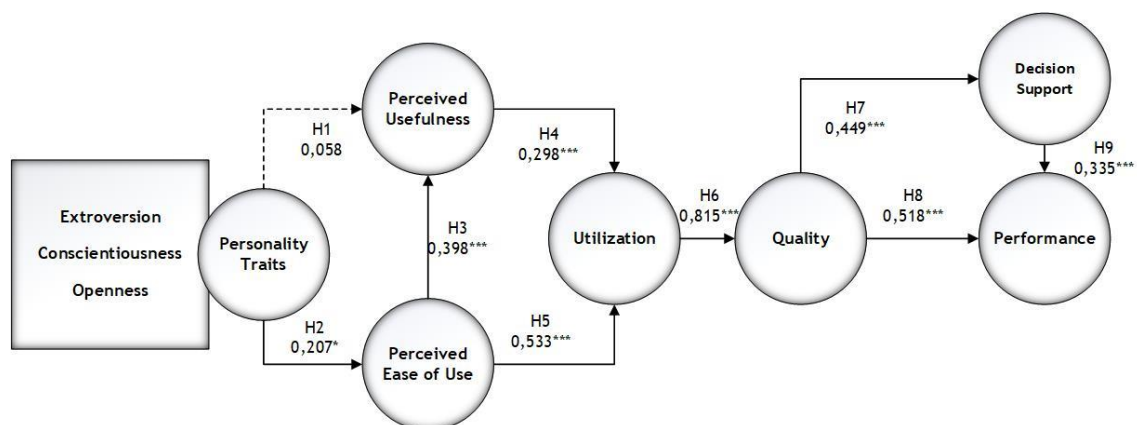 Extroversion
Conscientiousness
Openness
Personality
Traits
H1
0,058
H2
0,207*
Perceived
Usefulness
H3
0,398***
Perceived
Ease of Use
H4
0,298***
H5
0,533***
Utilization
H6
0,815***
Quality
H7
0,449***
H8
0,518***
Decision
Support
H9
0,335***
Performance